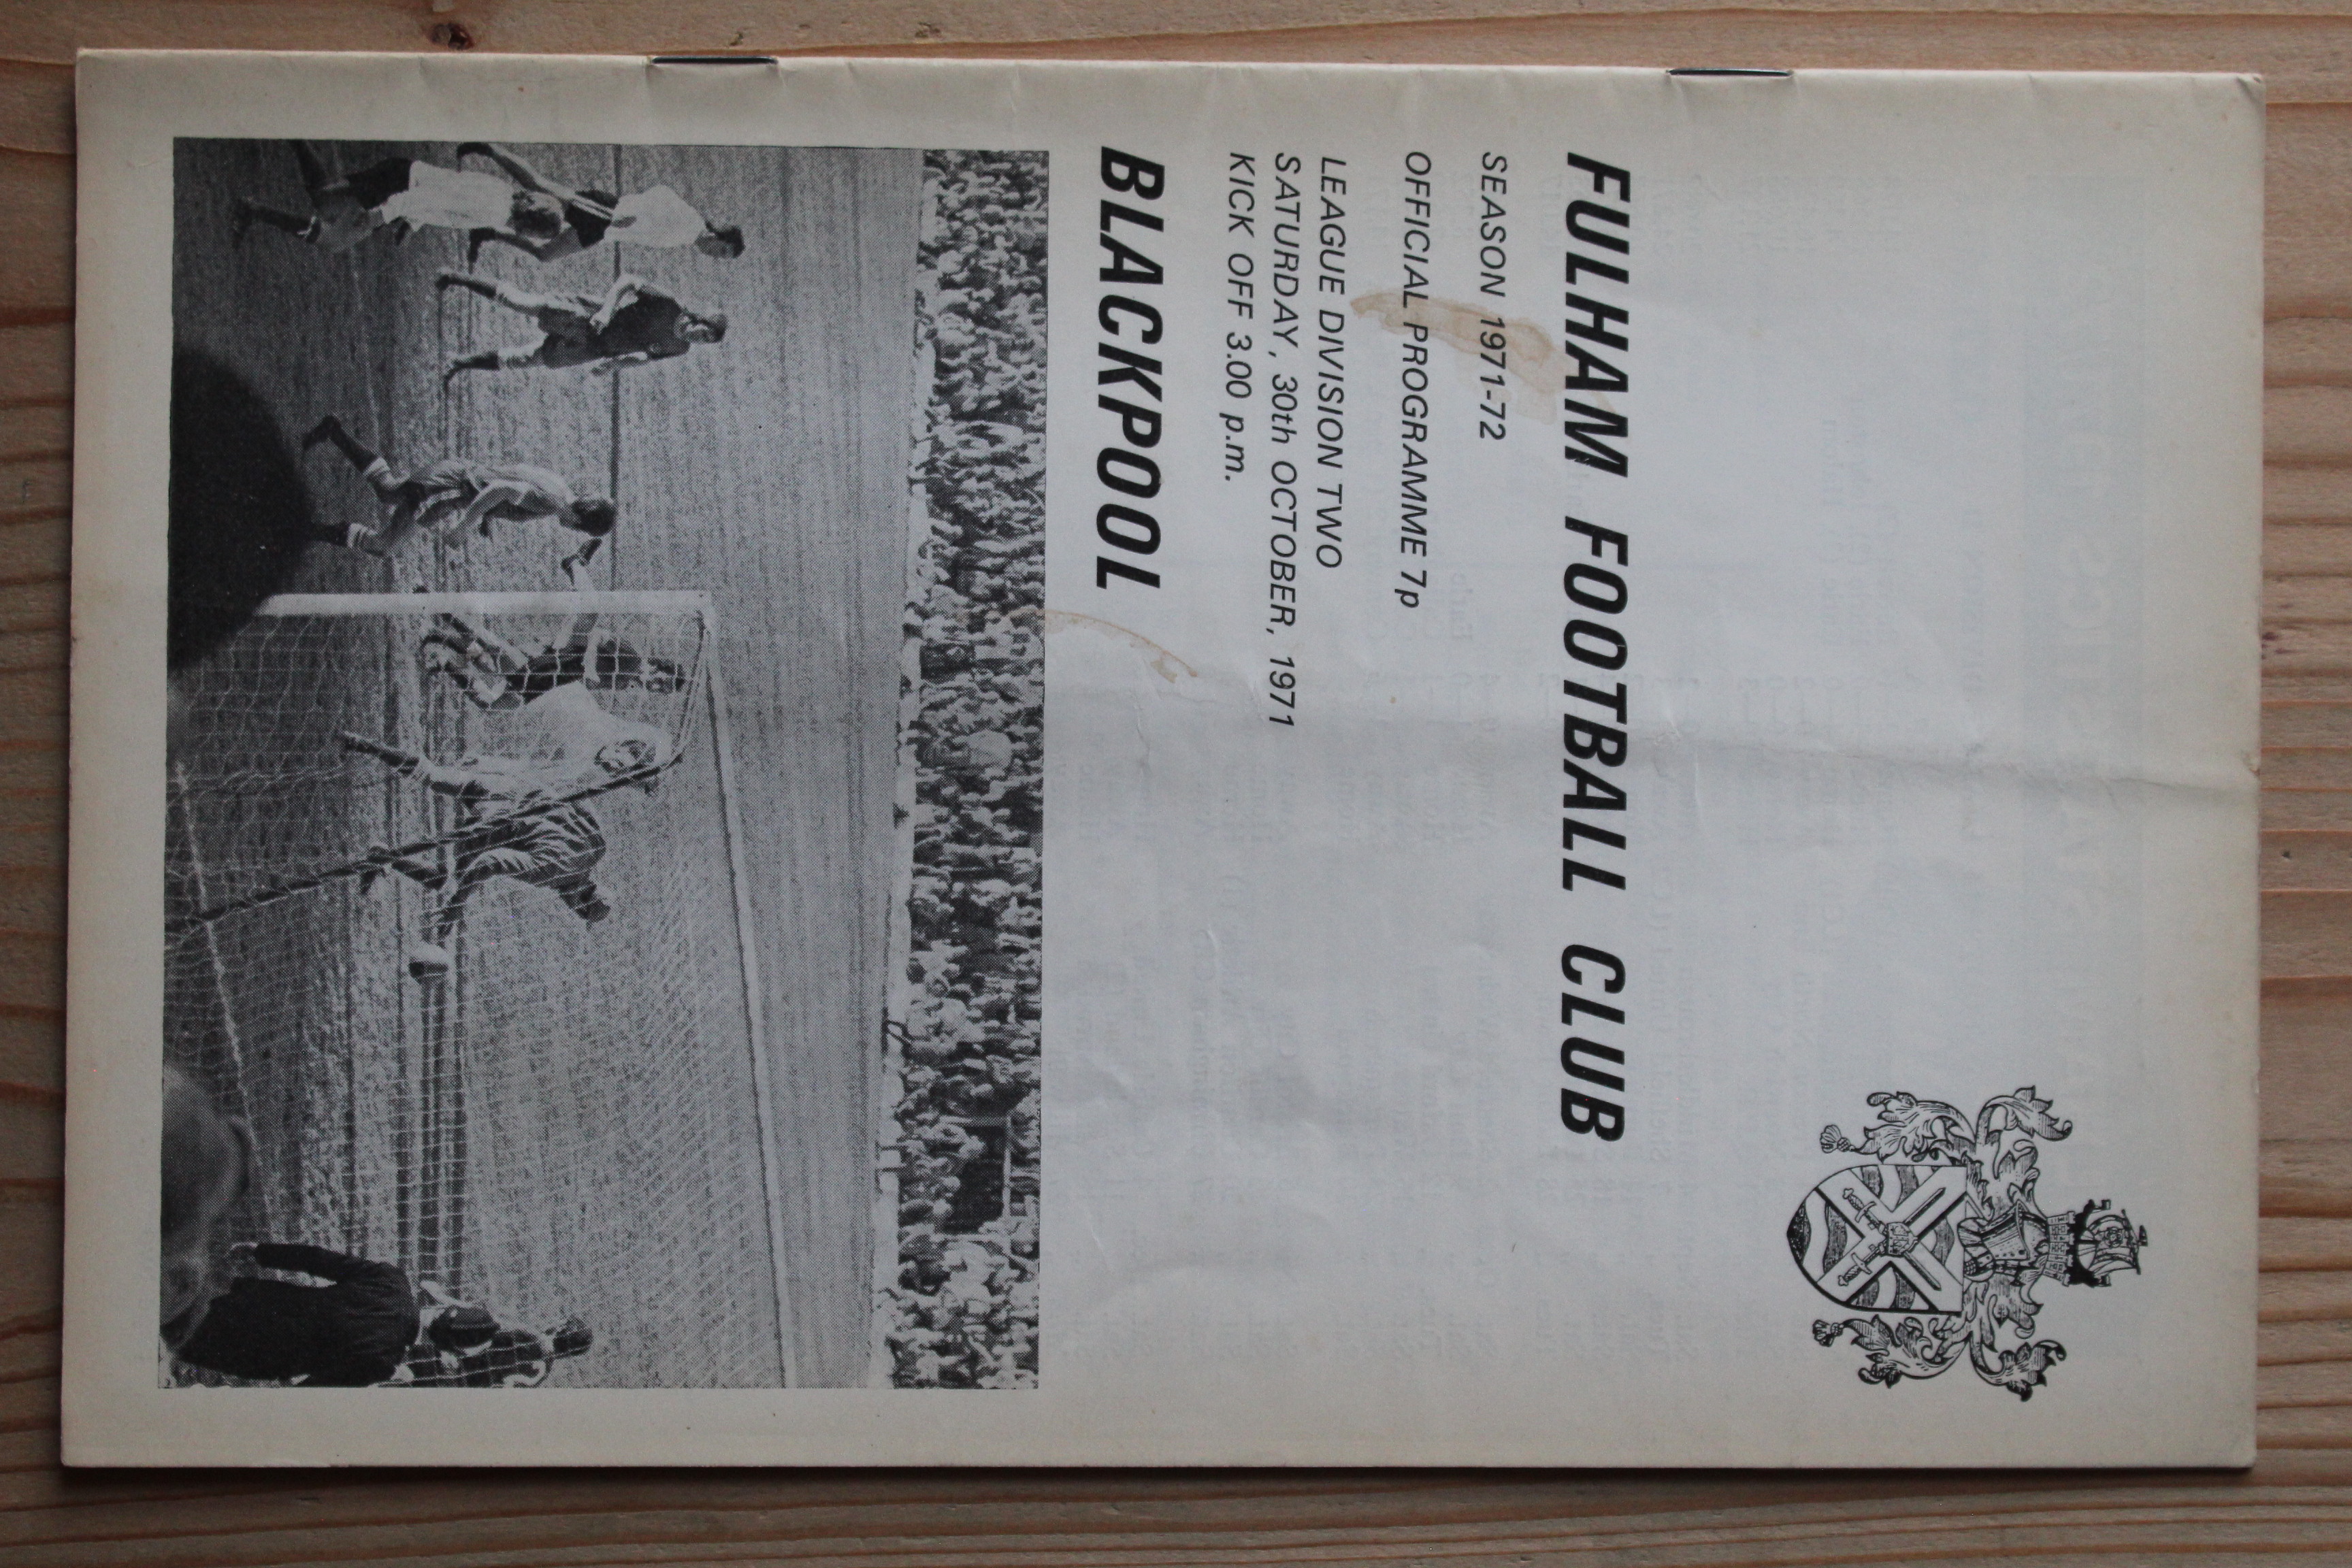 FULHAM FOOTBALL CLUB
SEASON 1971-72
OFFICIAL PROGRAMME 7p
LEAGUE DIVISION TWO
SATURDAY, 30th OCTOBER, 1971
KICK OFF 3.00 p.m.
BLACKPOOL